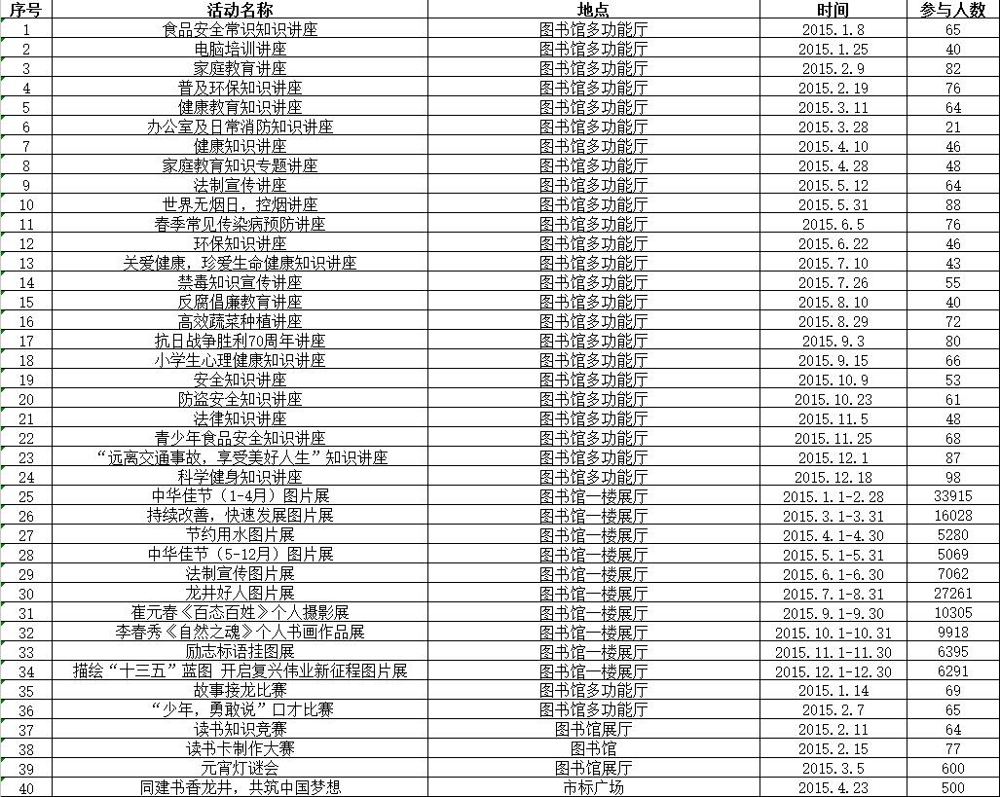 序号 活动名称 地点 时间 参与人数
1 食品安全常识知识讲座 图书馆多功能厅 2015.1.8 65
2 电脑培训讲座 图书馆多功能厅 2015.1.25 40
3 家庭教育讲座 图书馆多功能厅 2015.2.9 82
4 普及环保知识讲座 图书馆多功能厅 2015.2.19 76
5 健康教育知识讲座 图书馆多功能厅 2015.3.11 64
6 办公室及日常消防知识讲座 图书馆多功能厅 2015.3.28 21
7 健康知识讲座 图书馆多功能厅 2015.4.10 46
8 家庭教育知识专题讲座 图书馆多功能厅 2015.4.28 48
9 法制宣传讲座 图书馆多功能厅 2015.5.12 64
10 世界无烟日，控烟讲座 图书馆多功能厅 2015.5.31 88
11 春季常见传染病预防讲座 图书馆多功能厅 2015.6.5 76
12 环保知识讲座 图书馆多功能厅 2015.6.22 46
13 关爱健康，珍爱生命健康知识讲座 图书馆多功能厅 2015.7.10 43
14 禁毒知识宣传讲座 图书馆多功能厅 2015.7.26 55
15 反腐倡廉教育讲座 图书馆多功能厅 2015.8.10 40
16 高效蔬菜种植讲座 图书馆多功能厅 2015.8.29 72
17 抗日战争胜利70周年讲座 图书馆多功能厅 2015.9.3 80
18 小学生心理健康知识讲座 图书馆多功能厅 2015.9.15 66
19 安全知识讲座 图书馆多功能厅 2015.10.9 53
20 防盗安全知识讲座 图书馆多功能厅 2015.10.23 61
21 法律知识讲座 图书馆多功能厅 2015.11.5 48
22 青少年食品安全知识讲座 图书馆多功能厅 2015.11.25 68
23 “远离交通事故，享受美好人生”知识讲座 图书馆多功能厅 2015.12.1 87
24 科学健身知识讲座 图书馆多功能厅 2015.12.18 98
25 中华佳节（1-4月）图片展 图书馆一楼展厅 2015.1.1-2.28 33915
26 持续改善，快速发展图片展 图书馆一楼展厅 2015.3.1-3.31 16028
27 节约用水图片展 图书馆一楼展厅 2015.4.1-4.30 5280
28 中华佳节（5-12月）图片展 图书馆一楼展厅 2015.5.1-5.31 5069
29 法制宣传图片展 图书馆一楼展厅 2015.6.1-6.30 7062
30 龙井好人图片展 图书馆一楼展厅 2015.7.1-8.31 27261
31 崔元春《百态百姓》个人摄影展 图书馆一楼展厅 2015.9.1-9.30 10305
32 李春秀《自然之魂》个人书画作品展 图书馆一楼展厅 2015.10.1-10.31 9918
33 励志标语挂图展 图书馆一楼展厅 2015.11.1-11.30 6395
34 描绘“十三五”蓝图 开启复兴伟业新征程图片展 图书馆一楼展厅 2015.12.1-12.30 6291
35 故事接龙比赛 图书馆多功能厅 2015.1.14 69
36 “少年，勇敢说”口才比赛 图书馆多功能厅 2015.2.7 65
37 读书知识竞赛 图书馆展厅 2015.2.11 64
38 读书卡制作大赛 图书馆 2015.2.15 77
39 元宵灯谜会 图书馆展厅 2015.3.5 600
40 同建书香龙井，共筑中国梦想 市标广场 2015.4.23 500